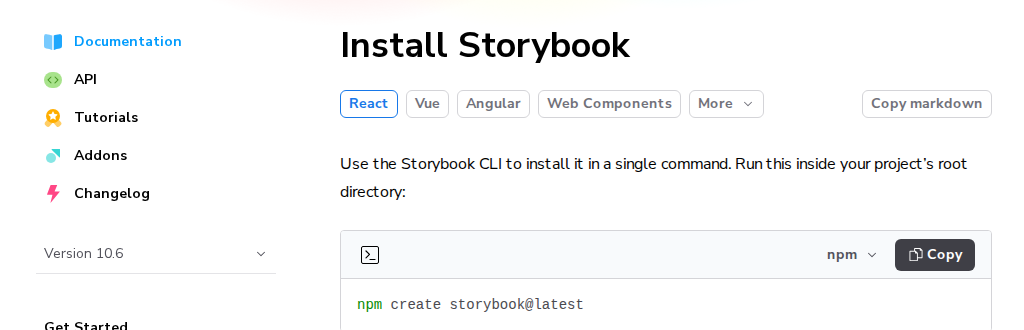 Documentation
API
Tutorials
Addons
Changelog
Version 10.6
Get Started
Install Storybook
React Vue Angular Web Components More Copy markdown
Use the Storybook CLI to install it in a single command. Run this inside your project’s root
directory:
npm Copy
npm create storybook@latest